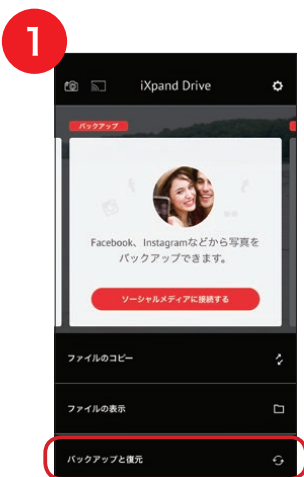 1
iXpand Drive
バックアップ
Facebook、Instagramなどから写真を
バックアップできます。
ソーシャルメディアに接続する
ファイルのコピー
ファイルの表示
バックアップと復元